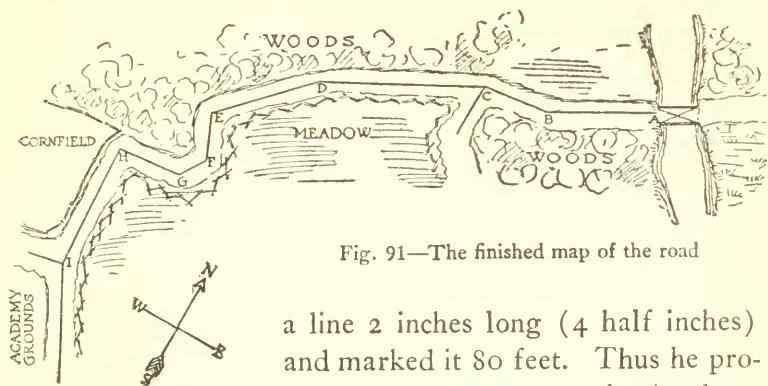 WOODS
D
E
C
B
A
CORNFIELD
MEADOW
H
F
G
WOODS
I
Fig. 91—The finished map of the road
N
W
E
S
ACADEMY
GROUNDS
a line 2 inches long (4 half inches)
and marked it 80 feet. Thus he pro-